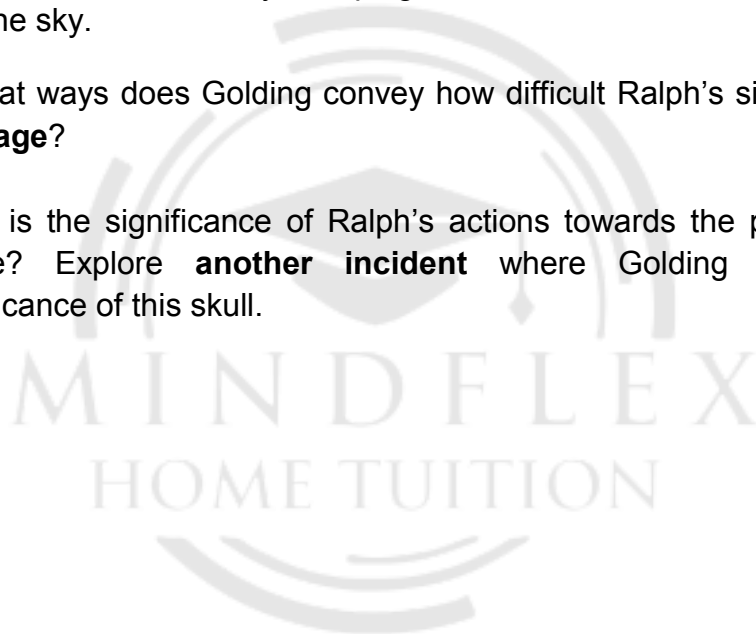 he sky.
at ways does Golding convey how difficult Ralph’s si
age?
is the significance of Ralph’s actions towards the p
e? Explore another incident where Golding
icance of this skull.
MINDFLEX
HOME TUITION